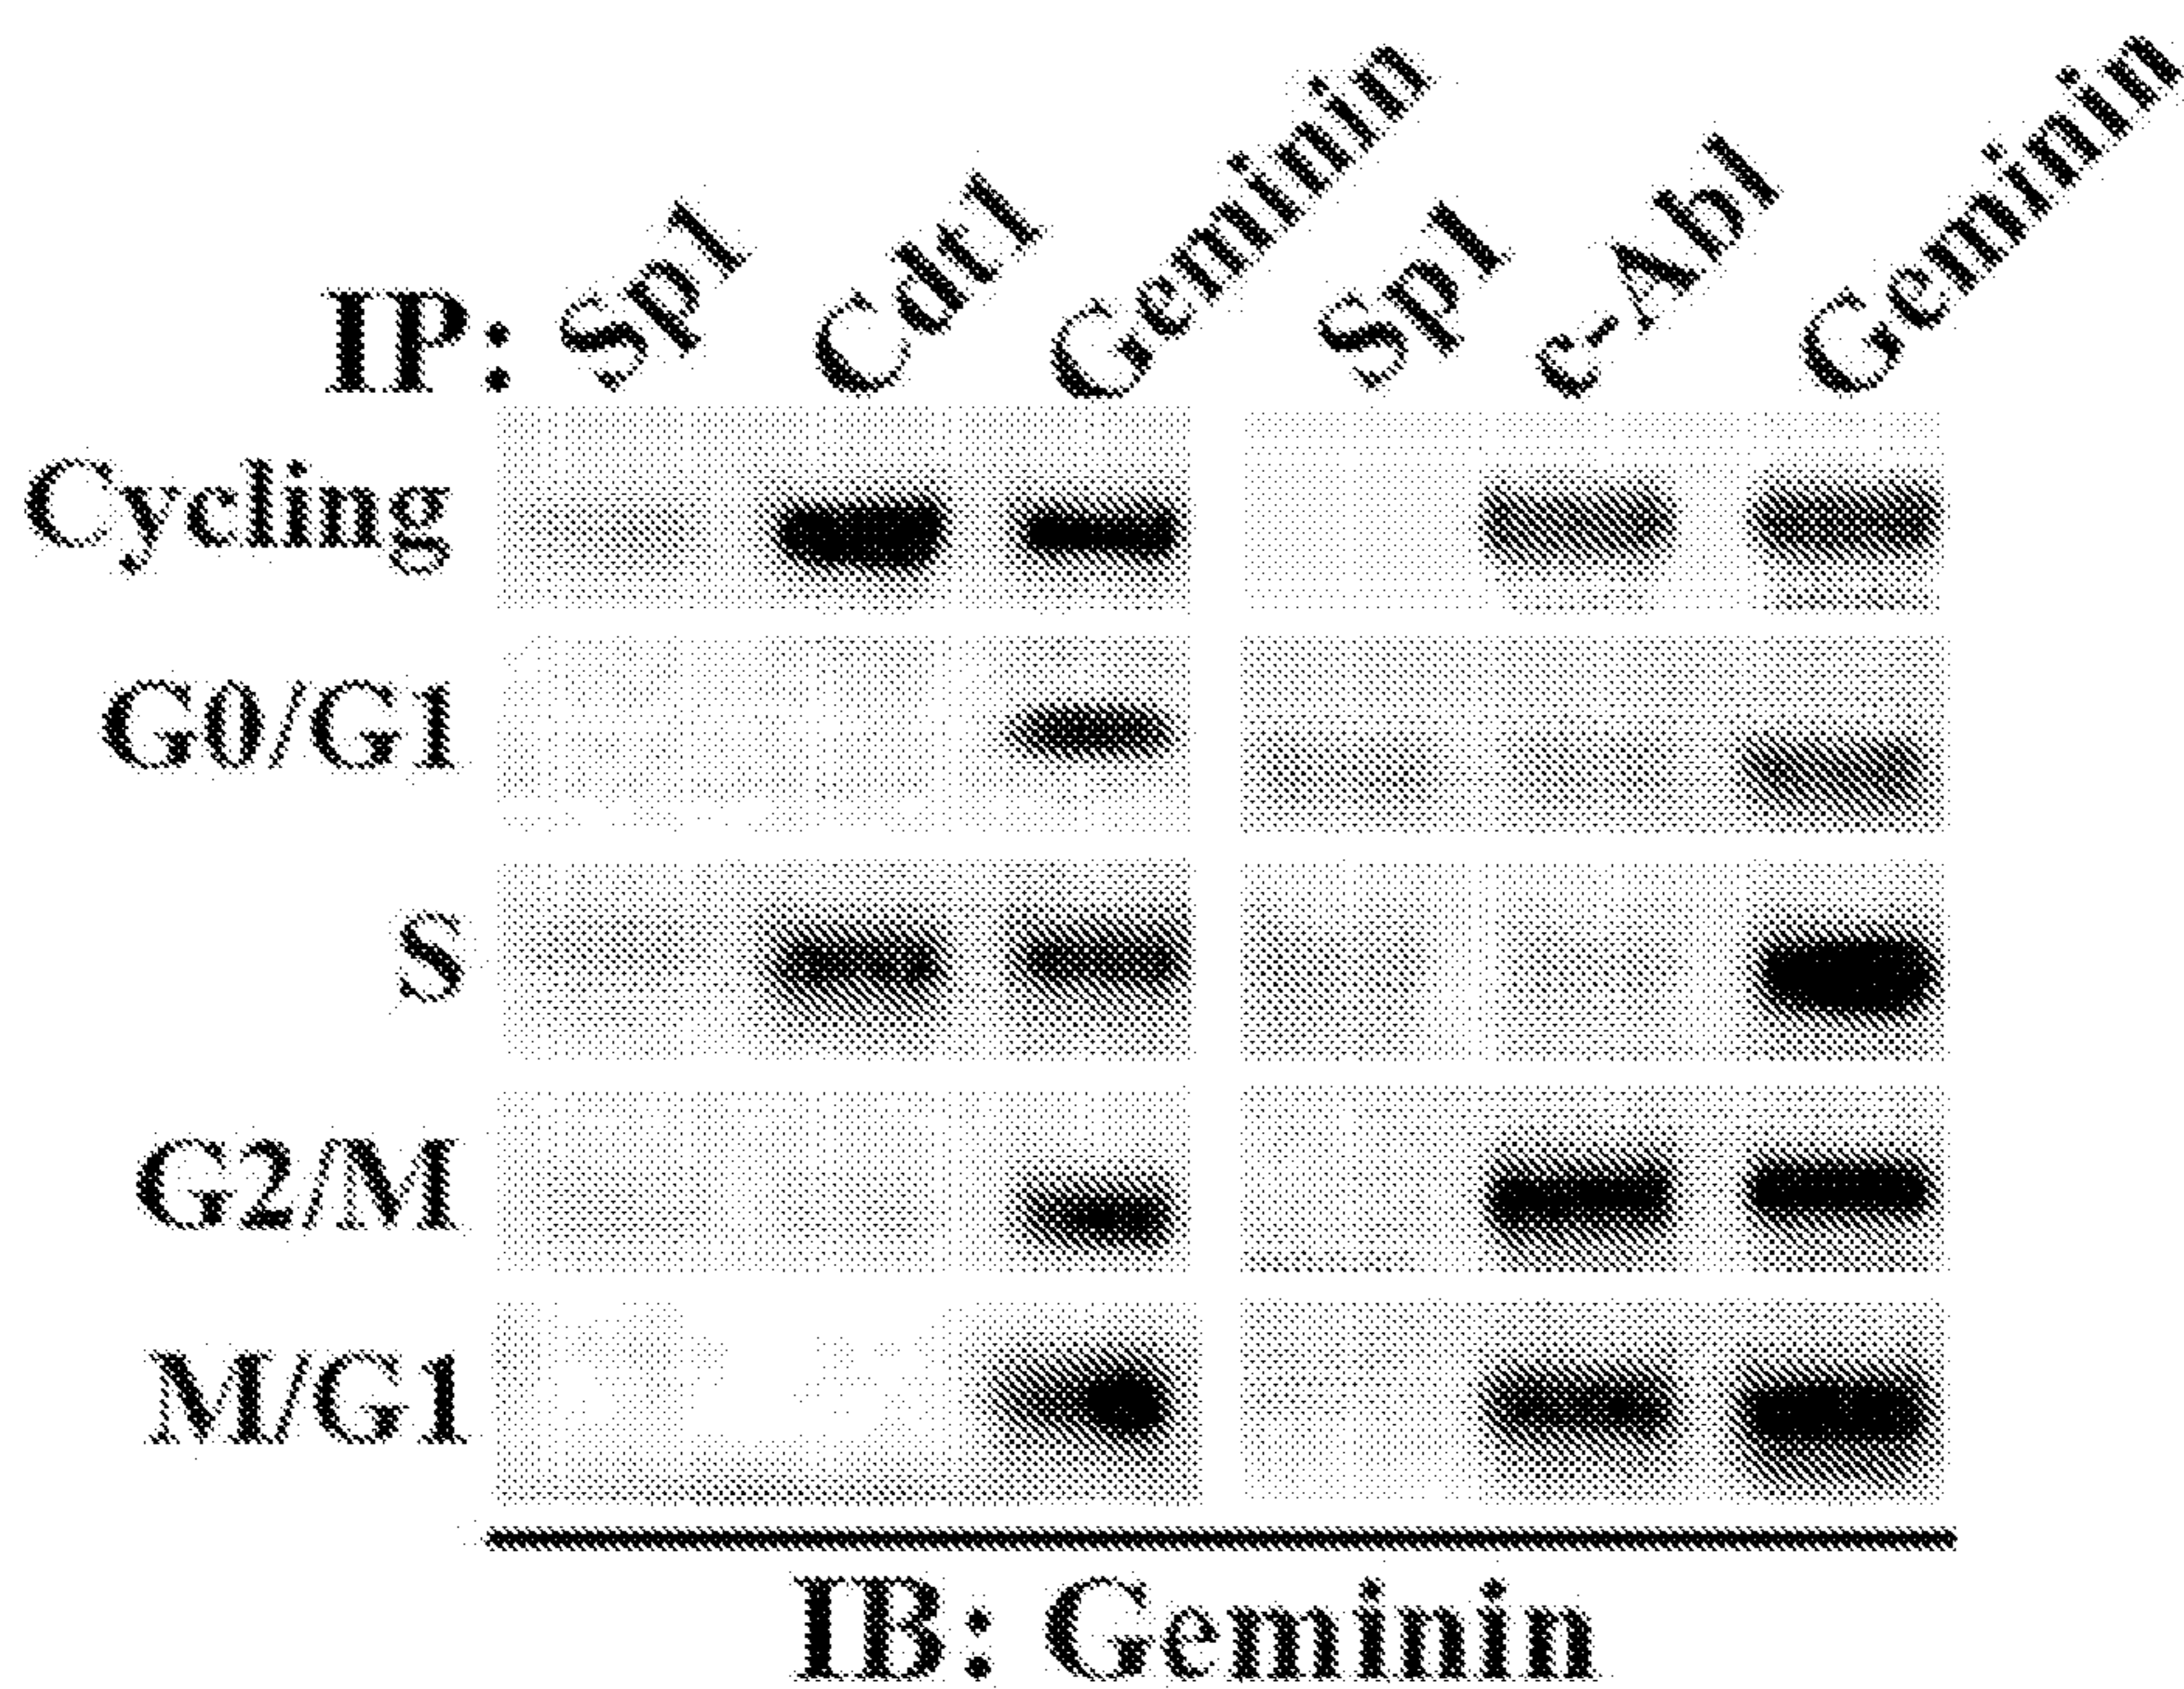 IP: Sp1 Cdt1 Geminin Sp1 c-Abl Geminin
Cycling
G0/G1
S
G2/M
M/G1
IB: Geminin